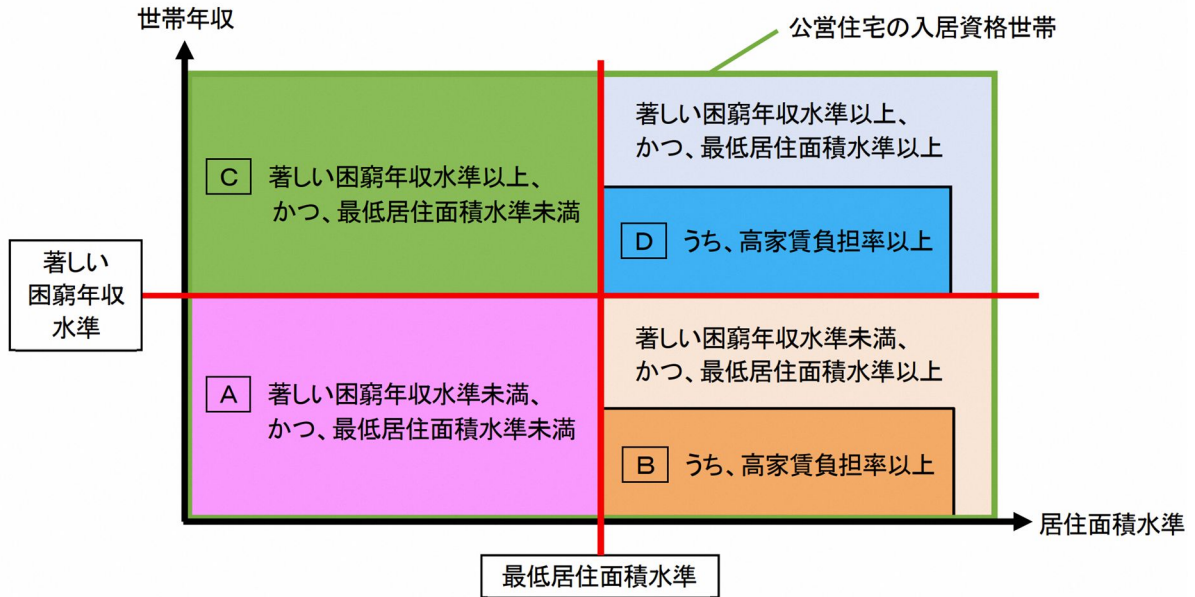 世帯年収
公営住宅の入居資格世帯
著しい困窮年収水準以上、
かつ、最低居住面積水準以上
C 著しい困窮年収水準以上、
かつ、最低居住面積水準未満
D うち、高家賃負担率以上
著しい
困窮年収
水準
著しい困窮年収水準未満、
かつ、最低居住面積水準以上
A 著しい困窮年収水準未満、
かつ、最低居住面積水準未満
B うち、高家賃負担率以上
居住面積水準
最低居住面積水準